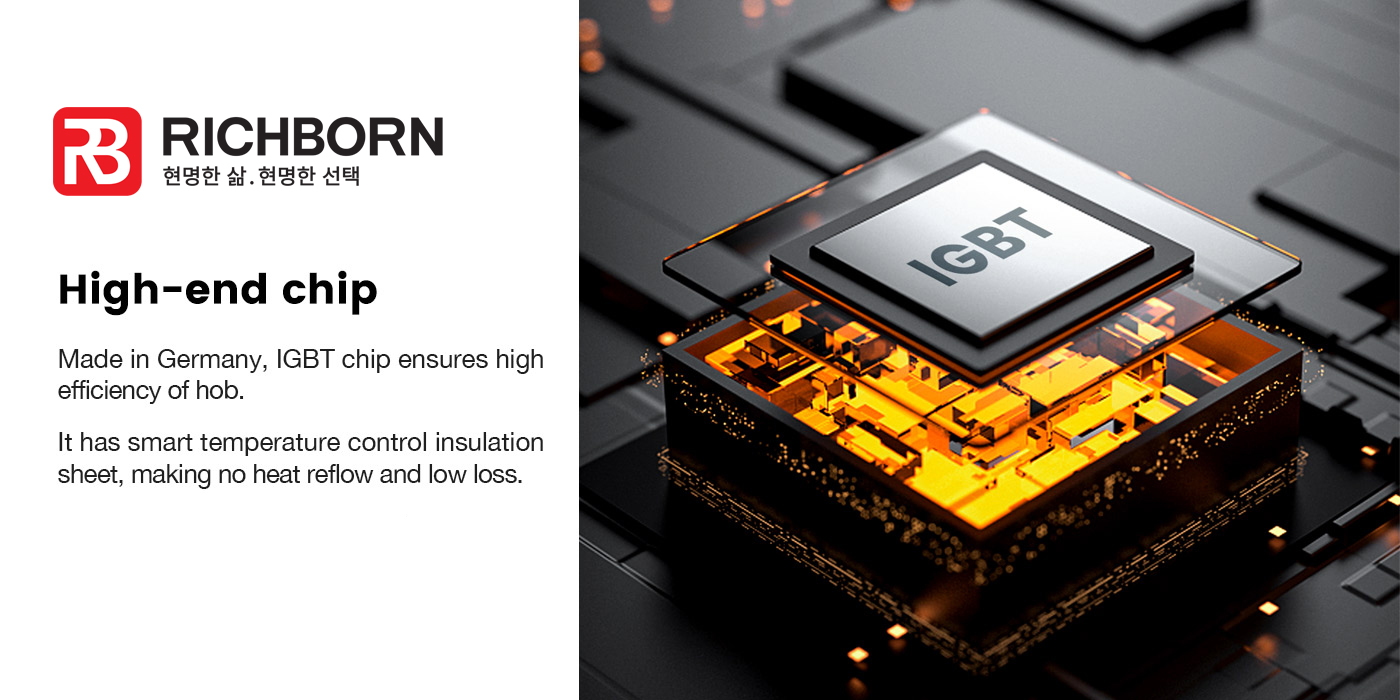 RB
RICHBORN
현명한 삶.현명한 선택
High-end chip
Made in Germany, IGBT chip ensures high
efficiency of hob.
It has smart temperature control insulation
sheet, making no heat reflow and low loss.
IGBT